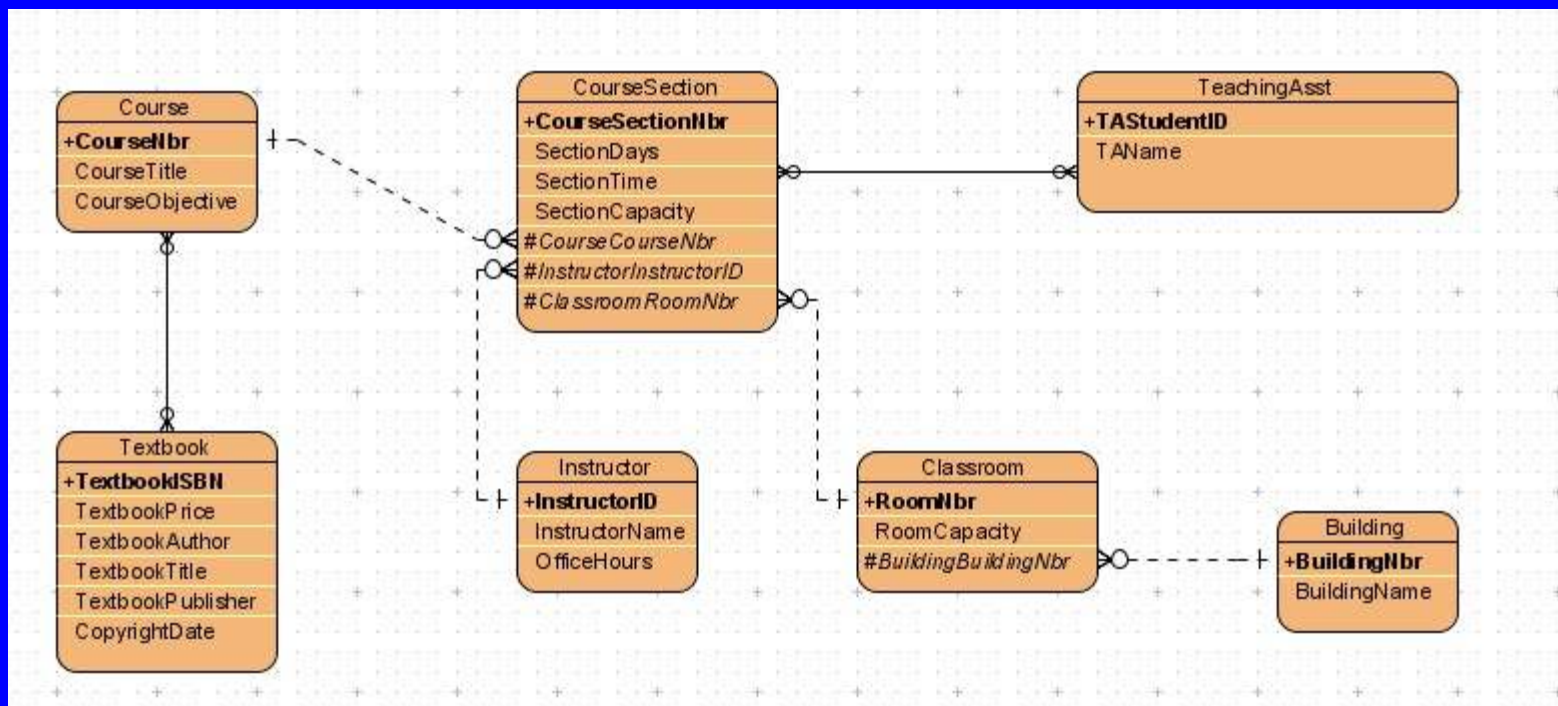 Course
+CourseNbr
CourseTitle
CourseObjective
CourseSection
+CourseSectionNbr
SectionDays
SectionTime
SectionCapacity
#CourseCourseNbr
#InstructorInstructorID
#ClassroomRoomNbr
TeachingAsst
+TAStudentID
TAName
Textbook
+TextbookISBN
TextbookPrice
TextbookAuthor
TextbookTitle
TextbookPublisher
CopyrightDate
Instructor
+InstructorID
InstructorName
OfficeHours
Classroom
+RoomNbr
RoomCapacity
#BuildingBuildingNbr
Building
+BuildingNbr
BuildingName